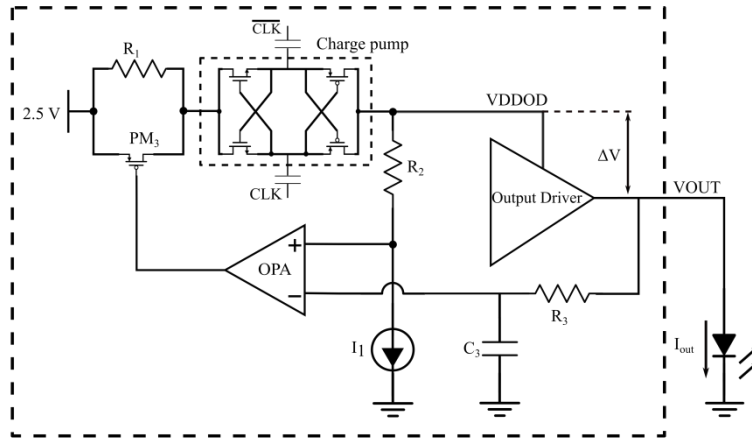 CLK
Charge pump
R1
2.5 V
PM3
VDDOD
R2
ΔV
CLK
Output Driver
VOUT
+
OPA
−
R3
I1
C3
Iout